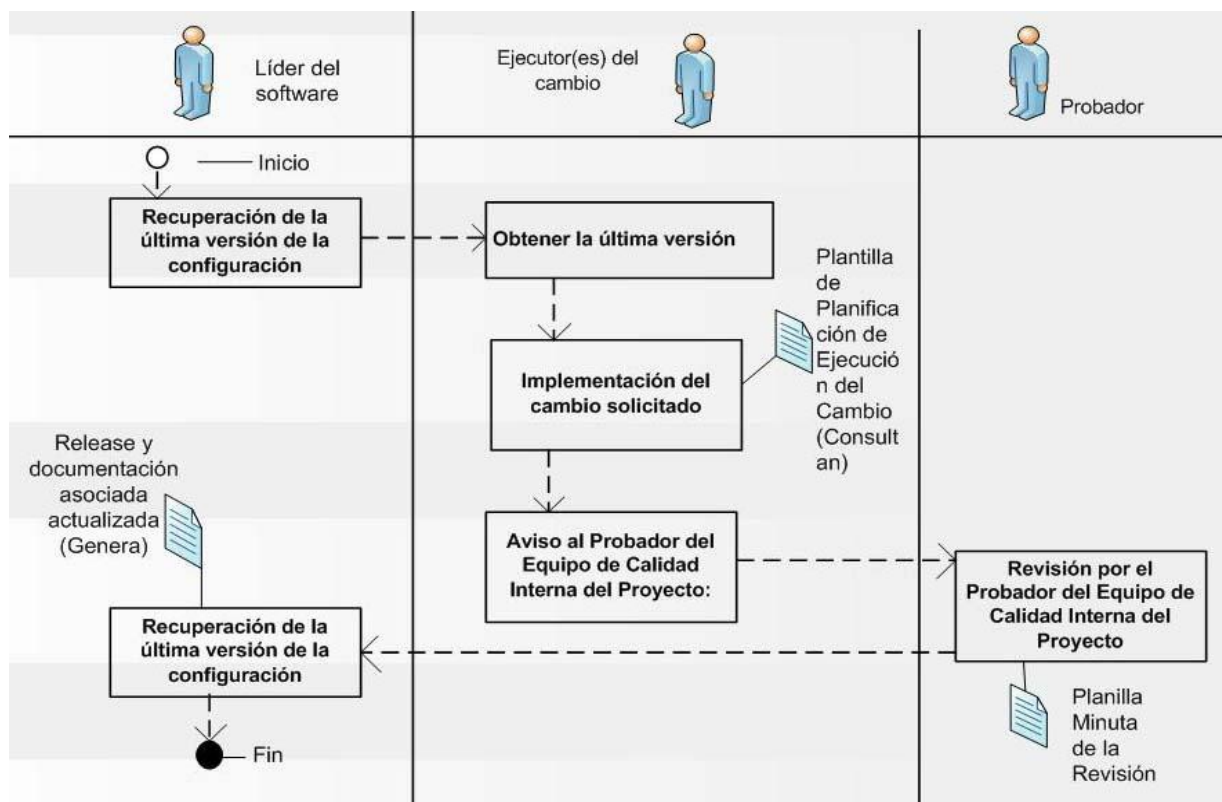 Líder del
software
Ejecutor(es) del
cambio
Probador
Inicio
Recuperación de la
última versión de la
configuración
Obtener la última versión
Plantilla
de
Planifica
ción de
Ejecució
n del
Cambio
(Consult
an)
Implementación del
cambio solicitado
Release y
documentación
asociada
actualizada
(Genera)
Aviso al Probador del
Equipo de Calidad
Interna del Proyecto:
Revisión por el
Probador del Equipo de
Calidad Interna del
Proyecto
Recuperación de la
última versión de la
configuración
Planilla
Minuta
de la
Revisión
Fin